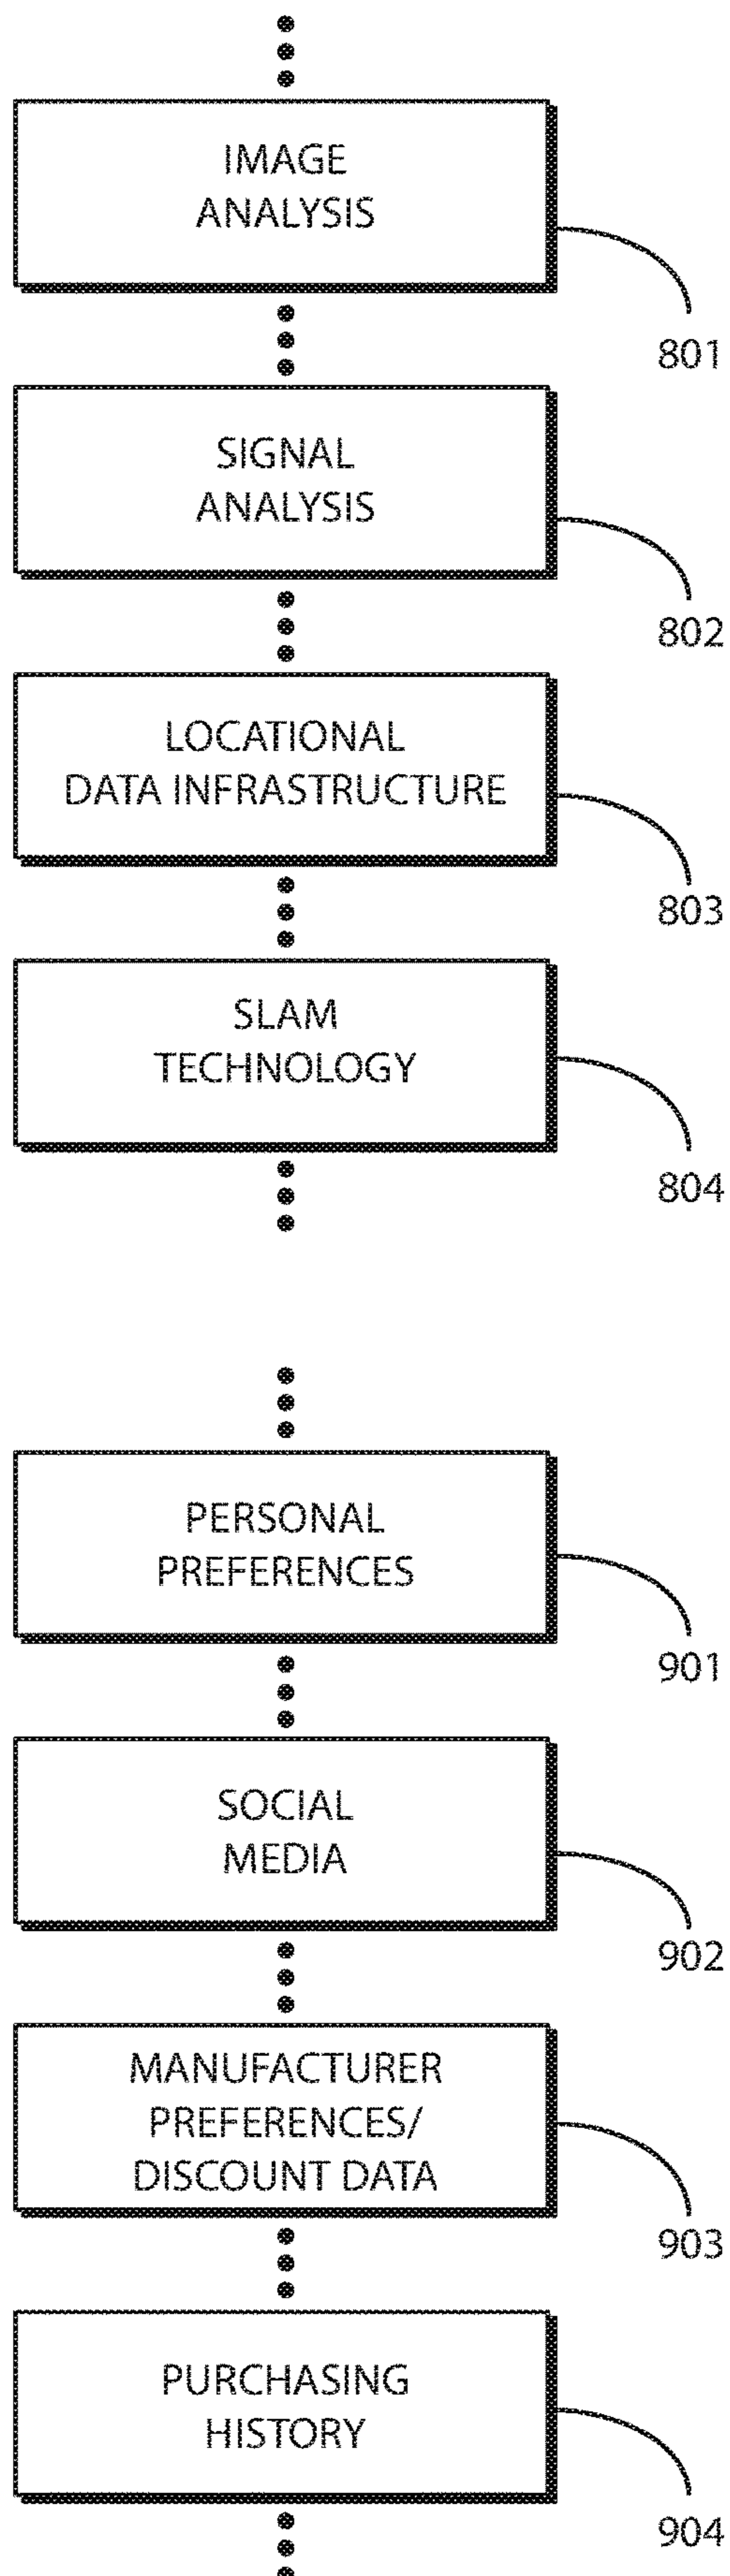 IMAGE
ANALYSIS
801
SIGNAL
ANALYSIS
802
LOCATIONAL
DATA INFRASTRUCTURE
803
SLAM
TECHNOLOGY
804
PERSONAL
PREFERENCES
901
SOCIAL
MEDIA
902
MANUFACTURER
PREFERENCES/
DISCOUNT DATA
903
PURCHASING
HISTORY
904